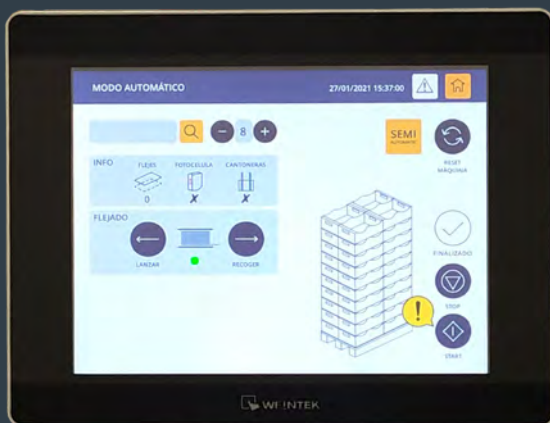 MODO AUTOMÁTICO
27/01/2021 15:37:00
8
SEMI
AUTOMATIC
RESET
MÁQUINA
INFO
FLEJES
FOTOCELULA
CANTONERAS
0
X
X
FLEJADO
LANZAR
RECOGER
FINALIZADO
STOP
!
START
WEINTEK